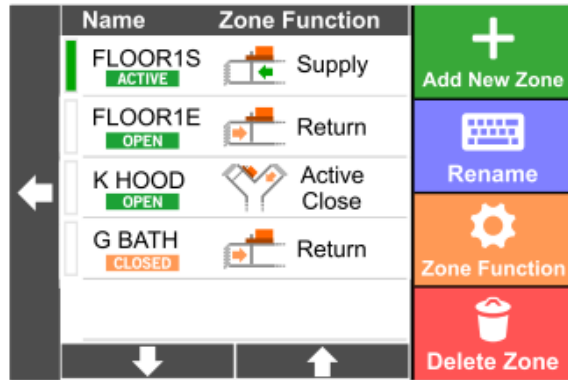 Name Zone Function
FLOOR1S
ACTIVE
Supply
FLOOR1E
OPEN
Return
K HOOD
OPEN
Active
Close
G BATH
CLOSED
Return
Add New Zone
Rename
Zone Function
Delete Zone